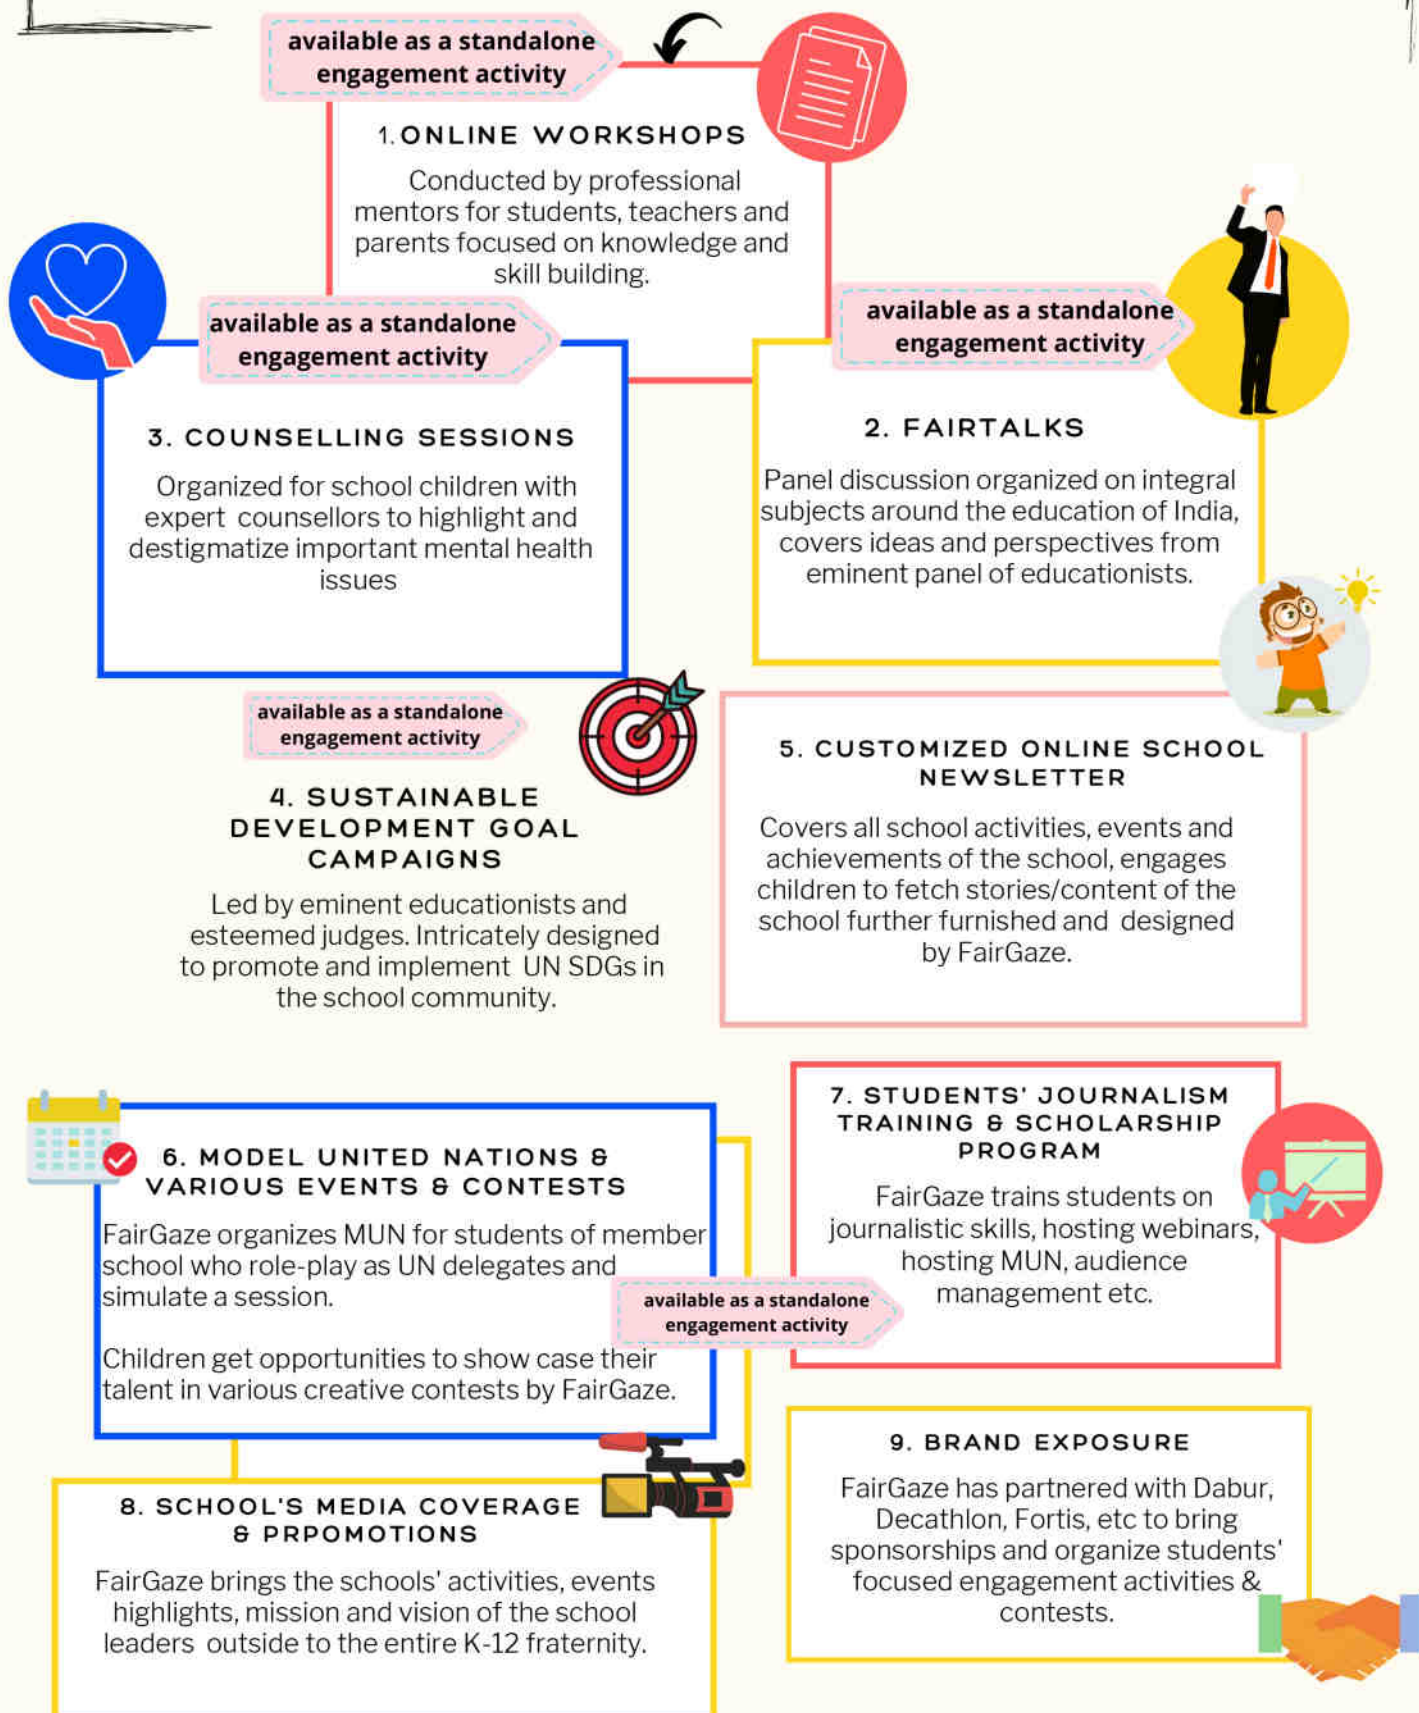 available as a standalone
engagement activity
1. ONLINE WORKSHOPS
Conducted by professional
mentors for students, teachers and
parents focused on knowledge and
skill building.
available as a standalone
engagement activity
2. FAIRTALKS
Panel discussion organized on integral
subjects around the education of India,
covers ideas and perspectives from
eminent panel of educationists.
available as a standalone
engagement activity
3. COUNSELLING SESSIONS
Organized for school children with
expert counsellors to highlight and
destigmatize important mental health
issues
available as a standalone
engagement activity
4. SUSTAINABLE
DEVELOPMENT GOAL
CAMPAIGNS
Led by eminent educationists and
esteemed judges. Intricately designed
to promote and implement UN SDGs in
the school community.
5. CUSTOMIZED ONLINE SCHOOL
NEWSLETTER
Covers all school activities, events and
achievements of the school, engages
children to fetch stories/content of the
school further furnished and designed
by FairGaze.
6. MODEL UNITED NATIONS &
VARIOUS EVENTS & CONTESTS
FairGaze organizes MUN for students of member
school who role-play as UN delegates and
simulate a session.
Children get opportunities to show case their
talent in various creative contests by FairGaze.
available as a standalone
engagement activity
7. STUDENTS' JOURNALISM
TRAINING & SCHOLARSHIP
PROGRAM
FairGaze trains students on
journalistic skills, hosting webinars,
hosting MUN, audience
management etc.
8. SCHOOL'S MEDIA COVERAGE
& PRPOMOTIONS
FairGaze brings the schools' activities, events
highlights, mission and vision of the school
leaders outside to the entire K-12 fraternity.
9. BRAND EXPOSURE
FairGaze has partnered with Dabur,
Decathlon, Fortis, etc to bring
sponsorships and organize students'
focused engagement activities &
contests.